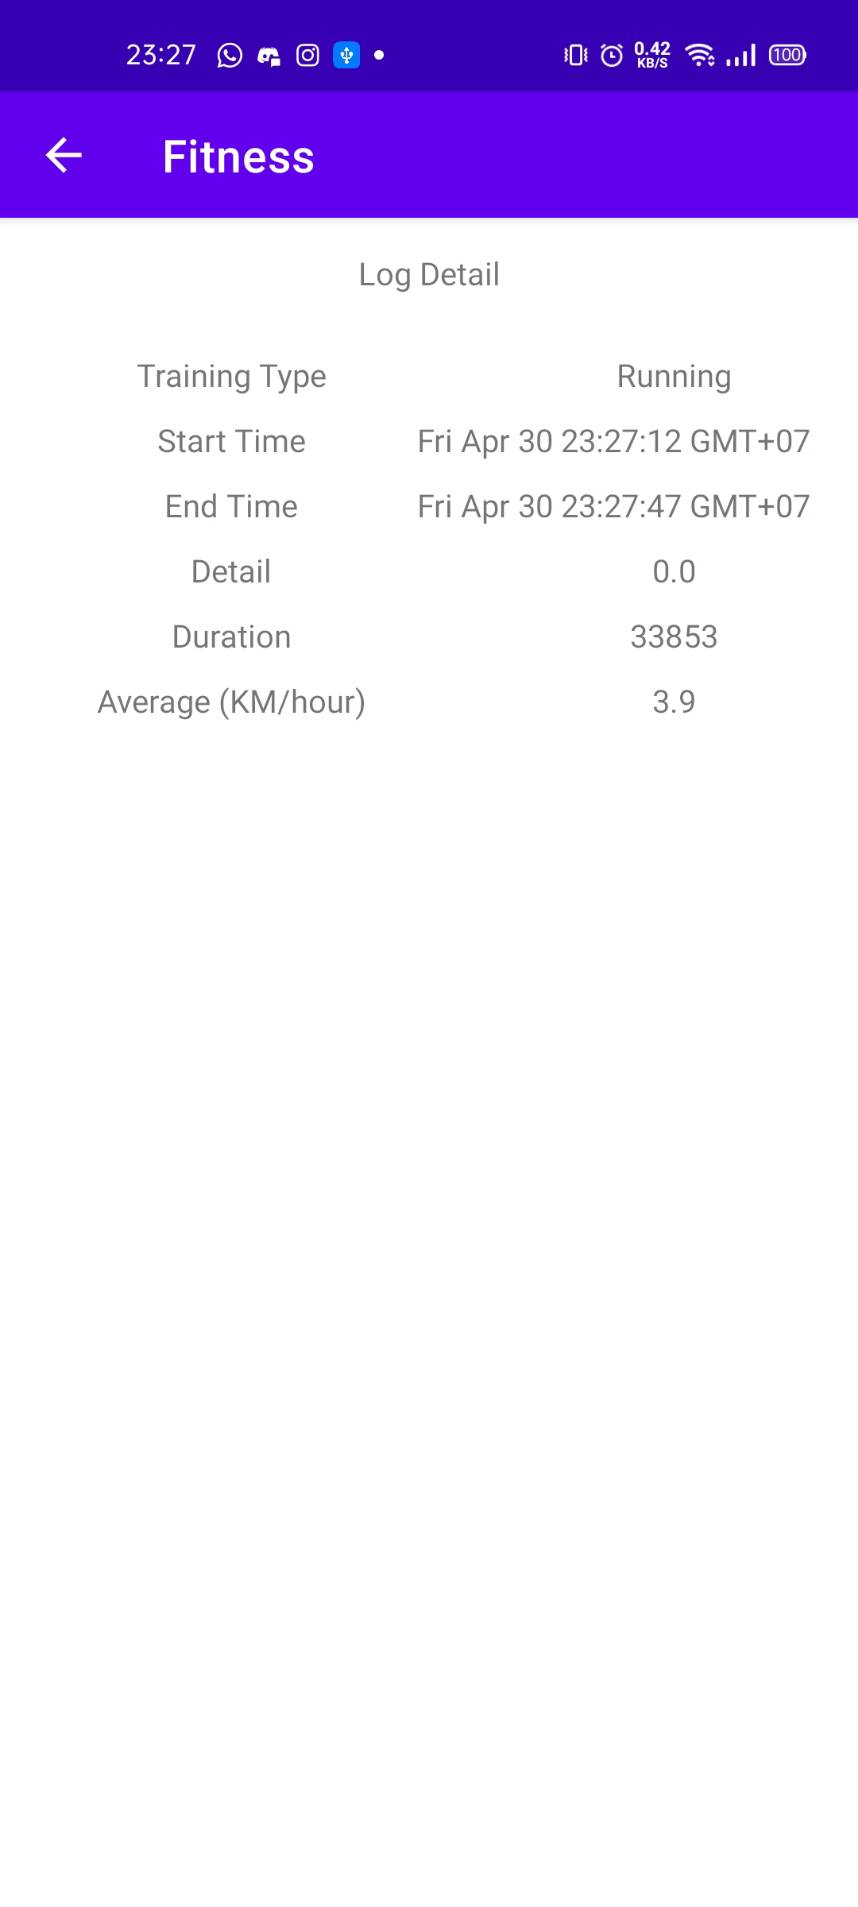 23:27 0.42 KB/S 100
Fitness
Log Detail
Training Type Running
Start Time Fri Apr 30 23:27:12 GMT+07
End Time Fri Apr 30 23:27:47 GMT+07
Detail 0.0
Duration 33853
Average (KM/hour) 3.9